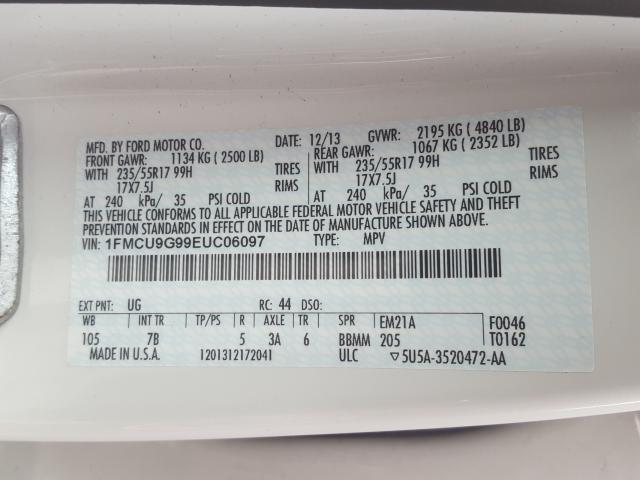 MFD. BY FORD MOTOR CO. DATE: 12/13 GVWR: 2195 KG ( 4840 LB)
FRONT GAWR: 1134 KG ( 2500 LB) REAR GAWR: 1067 KG ( 2352 LB)
WITH 235/55R17 99H TIRES WITH 235/55R17 99H TIRES
17X7.5J RIMS 17X7.5J RIMS
AT 240 kPa/ 35 PSI COLD AT 240 kPa/ 35 PSI COLD
THIS VEHICLE CONFORMS TO ALL APPLICABLE FEDERAL MOTOR VEHICLE SAFETY AND THEFT
PREVENTION STANDARDS IN EFFECT ON THE DATE OF MANUFACTURE SHOWN ABOVE.
VIN: 1FMCU9G99EUC06097 TYPE: MPV
EXT PNT: UG RC: 44 DSO:
WB INT TR TP/PS R AXLE TR SPR EM21A F0046
105 7B 5 3A 6 BBMM 205 T0162
MADE IN U.S.A. 1201312172041 ULC ▽5U5A-3520472-AA